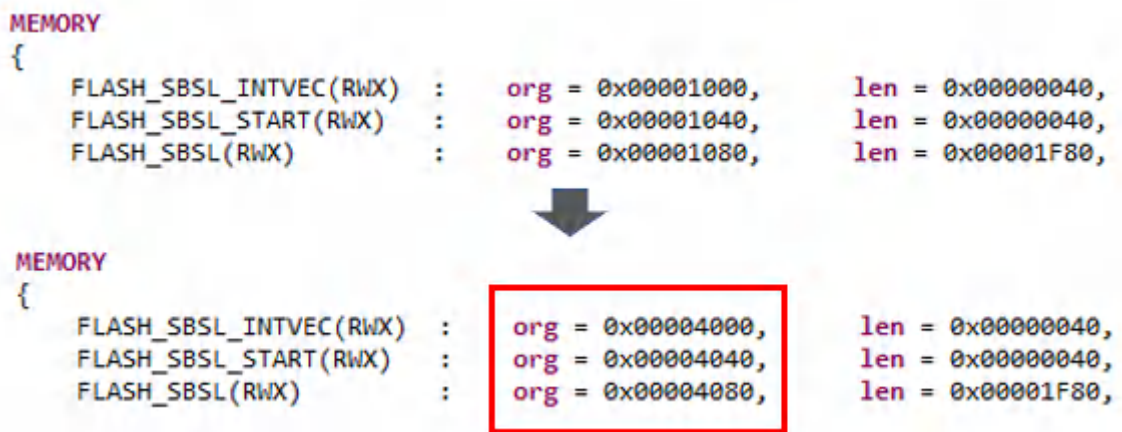 MEMORY
{
FLASH_SBSL_INTVEC(RWX) : org = 0x00001000, len = 0x00000040,
FLASH_SBSL_START(RWX) : org = 0x00001040, len = 0x00000040,
FLASH_SBSL(RWX) : org = 0x00001080, len = 0x00001F80,
MEMORY
{
FLASH_SBSL_INTVEC(RWX) : org = 0x00004000, len = 0x00000040,
FLASH_SBSL_START(RWX) : org = 0x00004040, len = 0x00000040,
FLASH_SBSL(RWX) : org = 0x00004080, len = 0x00001F80,